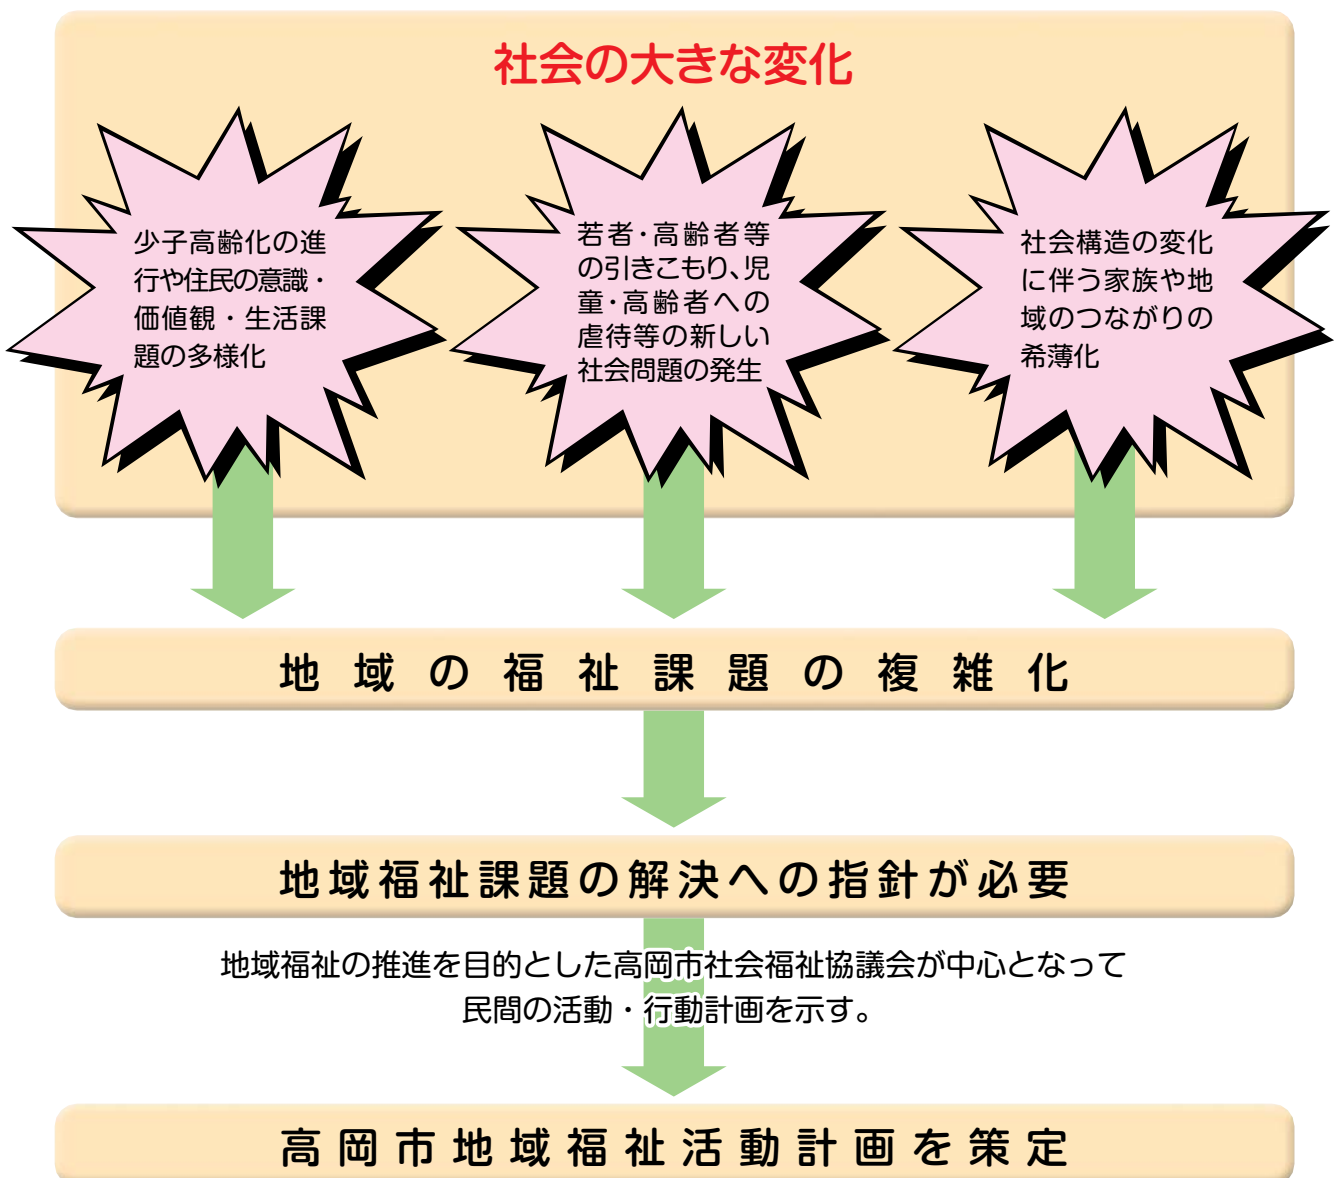 社会の大きな変化
少子高齢化の進
行や住民の意識・
価値観・生活課
題の多様化
若者・高齢者等
の引きこもり、児
童・高齢者への
虐待等の新しい
社会問題の発生
社会構造の変化
に伴う家族や地
域のつながりの
希薄化
地域の福祉課題の複雑化
地域福祉課題の解決への指針が必要
地域福祉の推進を目的とした高岡市社会福祉協議会が中心となって
民間の活動・行動計画を示す。
高岡市地域福祉活動計画を策定